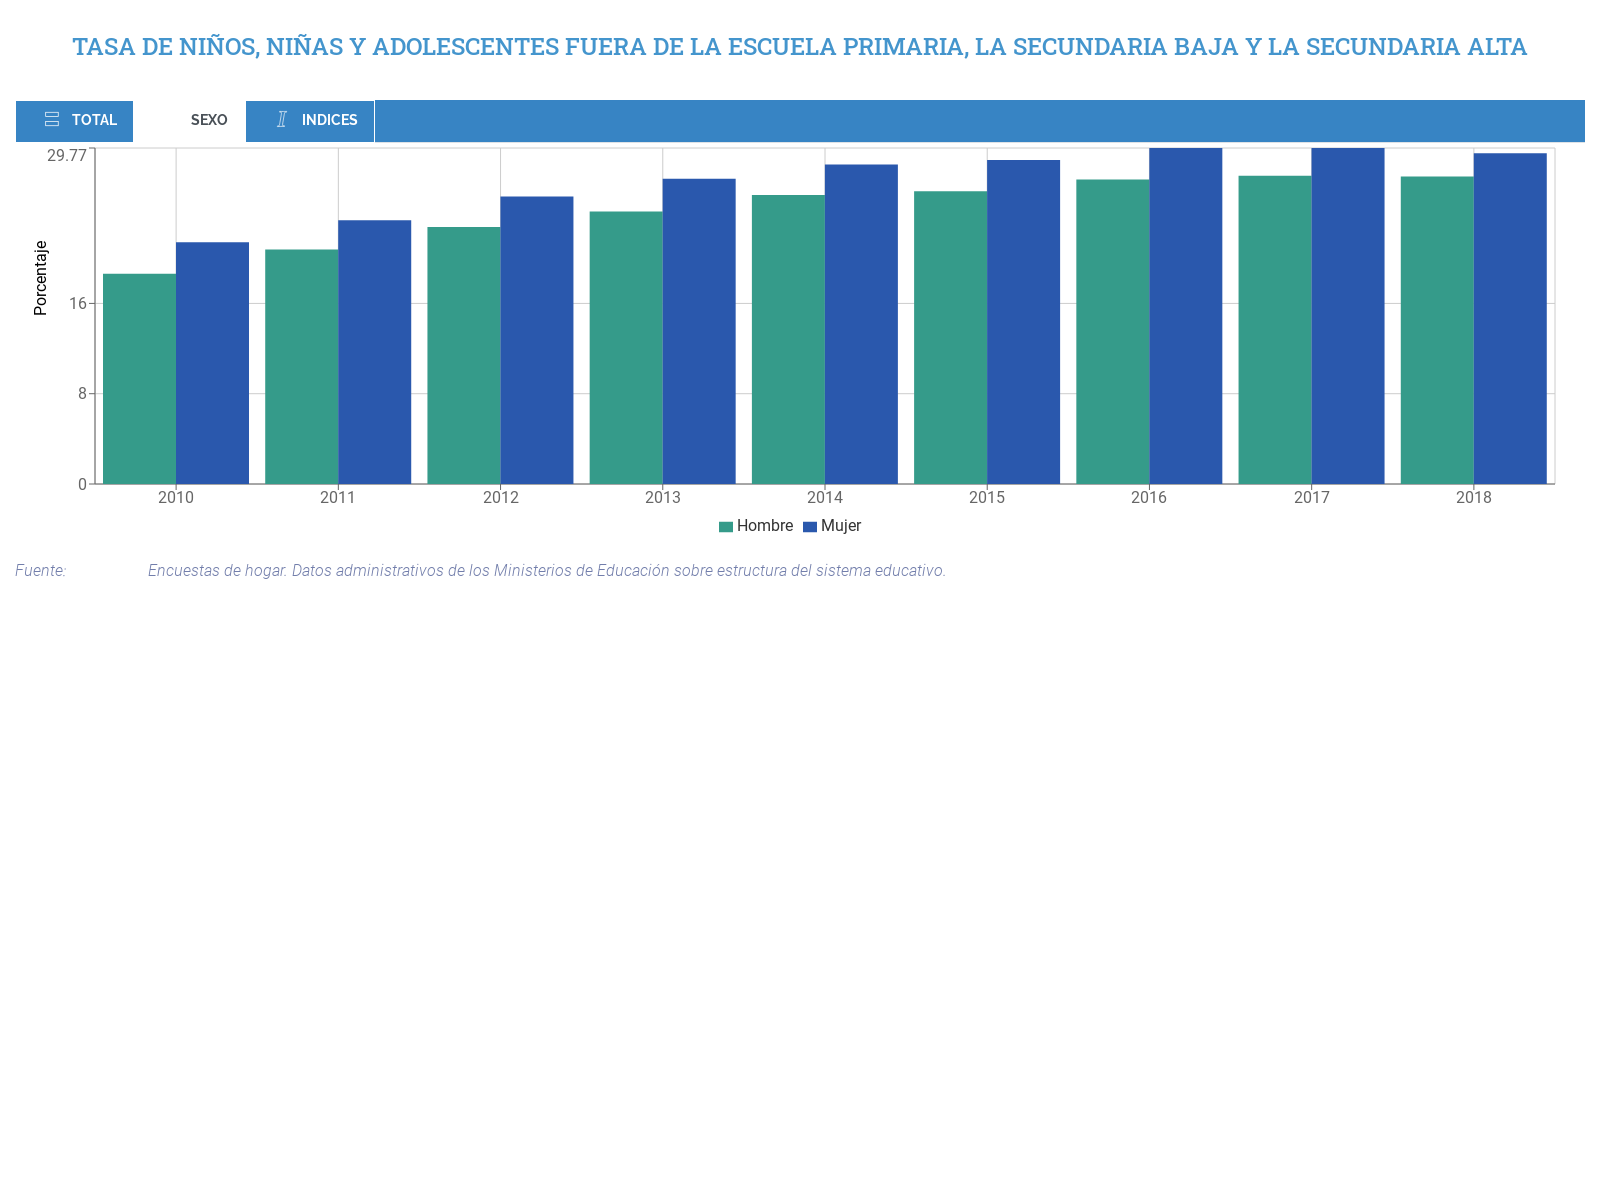 TASA DE NIÑOS, NIÑAS Y ADOLESCENTES FUERA DE LA ESCUELA PRIMARIA, LA SECUNDARIA BAJA Y LA SECUNDARIA ALTA
TOTAL SEXO INDICES
29.77
16
8
0
Porcentaje
2010 2011 2012 2013 2014 2015 2016 2017 2018
Hombre Mujer
Fuente: Encuestas de hogar. Datos administrativos de los Ministerios de Educación sobre estructura del sistema educativo.